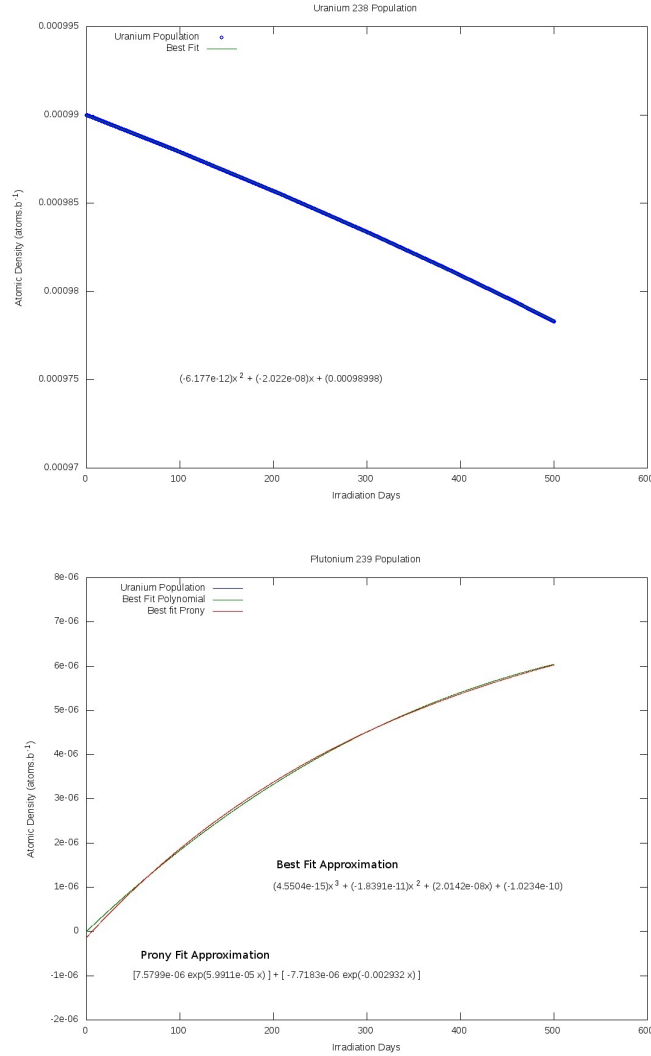 Uranium 238 Population
0.000995
Uranium Population
Best Fit
0.00099
0.000985
Atomic Density (atoms.b⁻¹)
0.00098
0.000975
(-6.177e-12)x ² + (-2.022e-08)x + (0.00098998)
0.00097
0 100 200 300 400 500 600
Irradiation Days
Plutonium 239 Population
8e-06
Uranium Population
Best Fit Polynomial
Best fit Prony
7e-06
6e-06
5e-06
4e-06
Atomic Density (atoms.b⁻¹)
3e-06
2e-06
Best Fit Approximation
1e-06
(4.5504e-15)x ³ + (-1.8391e-11)x ² + (2.0142e-08x) + (-1.0234e-10)
0
Prony Fit Approximation
-1e-06
[7.5799e-06 exp(5.9911e-05 x) ] + [ -7.7183e-06 exp(-0.002932 x) ]
-2e-06
0 100 200 300 400 500 600
Irradiation Days